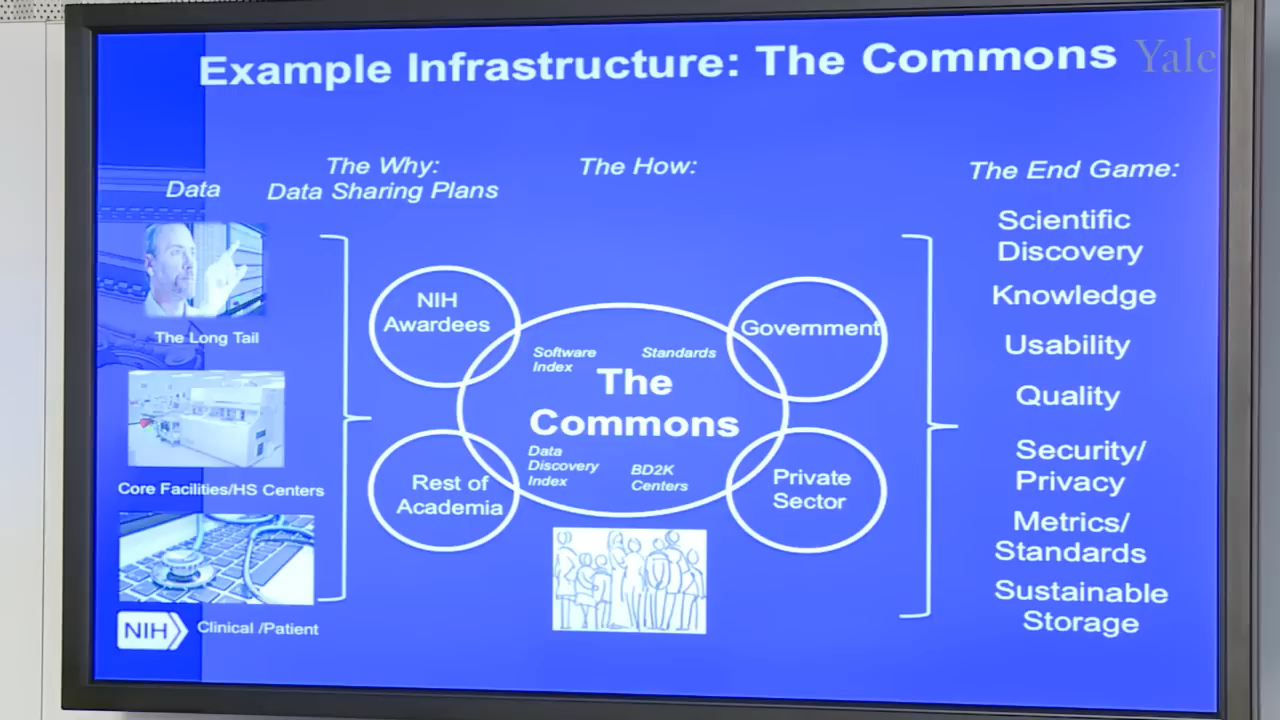 Example Infrastructure: The Commons
Yale
Data
The Why:
Data Sharing Plans
The How:
The End Game:
The Long Tail
Core Facilities/HS Centers
NIH
Clinical /Patient
NIH
Awardees
Rest of
Academia
Software
Index
Standards
The
Commons
Data
Discovery
Index
BD2K
Centers
Government
Private
Sector
Scientific
Discovery
Knowledge
Usability
Quality
Security/
Privacy
Metrics/
Standards
Sustainable
Storage